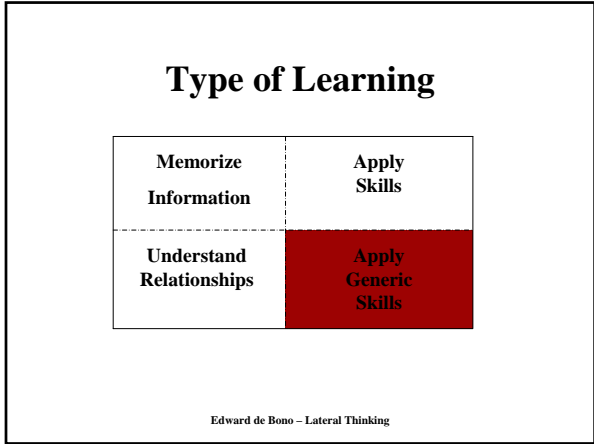 Type of Learning
Memorize
Information
Apply
Skills
Understand
Relationships
Apply
Generic
Skills
Edward de Bono – Lateral Thinking